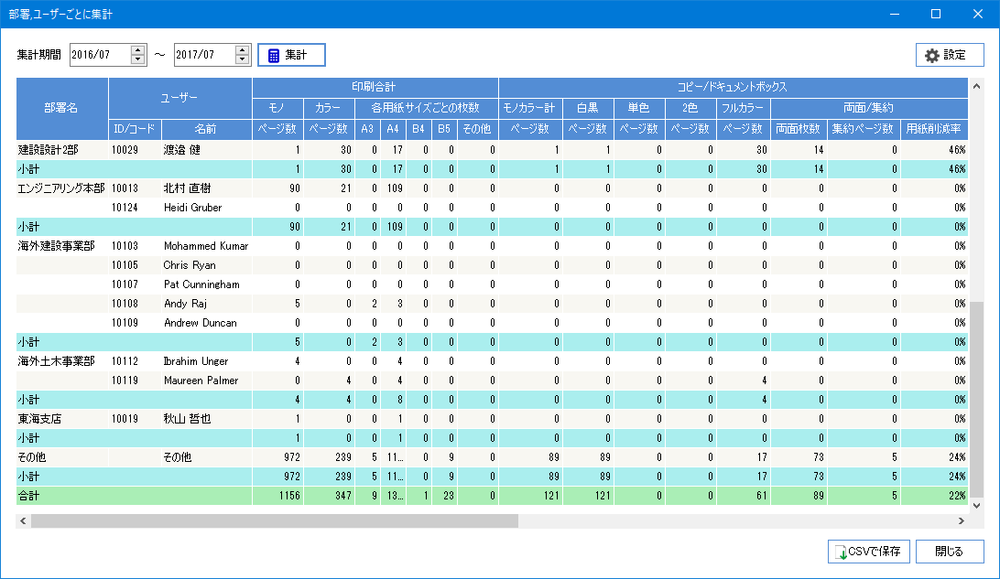 部署,ユーザーごとに集計
集計期間 2016/07 ～ 2017/07 集計 設定
部署名 ユーザー 印刷合計 コピー/ドキュメントボックス
モノ カラー 各用紙サイズごとの枚数 モノカラー計 白黒 単色 2色 フルカラー 両面/集約
ID/コード 名前 ページ数 ページ数 A3 A4 B4 B5 その他 ページ数 ページ数 ページ数 ページ数 ページ数 両面枚数 集約ページ数 用紙削減率
建設設計2部 10029 渡邉 健 1 30 0 17 0 0 0 1 1 0 0 30 14 0 46%
小計 1 30 0 17 0 0 0 1 1 0 0 30 14 0 46%
エンジニアリング本部 10013 北村 直樹 90 21 0 109 0 0 0 0 0 0 0 0 0 0 0%
10124 Heidi Gruber 0 0 0 0 0 0 0 0 0 0 0 0 0 0 0%
小計 90 21 0 109 0 0 0 0 0 0 0 0 0 0 0%
海外建設事業部 10103 Mohammed Kumar 0 0 0 0 0 0 0 0 0 0 0 0 0 0 0%
10105 Chris Ryan 0 0 0 0 0 0 0 0 0 0 0 0 0 0 0%
10107 Pat Cunningham 0 0 0 0 0 0 0 0 0 0 0 0 0 0 0%
10108 Andy Raj 5 0 2 3 0 0 0 0 0 0 0 0 0 0 0%
10109 Andrew Duncan 0 0 0 0 0 0 0 0 0 0 0 0 0 0 0%
小計 5 0 2 3 0 0 0 0 0 0 0 0 0 0 0%
海外土木事業部 10112 Ibrahim Unger 4 0 0 4 0 0 0 0 0 0 0 0 0 0 0%
10119 Maureen Palmer 0 4 0 4 0 0 0 0 0 0 0 4 0 0 0%
小計 4 4 0 8 0 0 0 0 0 0 0 4 0 0 0%
東海支店 10019 秋山 哲也 1 0 0 1 0 0 0 0 0 0 0 0 0 0 0%
小計 1 0 0 1 0 0 0 0 0 0 0 0 0 0 0%
その他 その他 972 239 5 11... 0 9 0 89 89 0 0 17 73 5 24%
小計 972 239 5 11... 0 9 0 89 89 0 0 17 73 5 24%
合計 1156 347 9 13... 1 23 0 121 121 0 0 61 89 5 22%
CSVで保存 閉じる